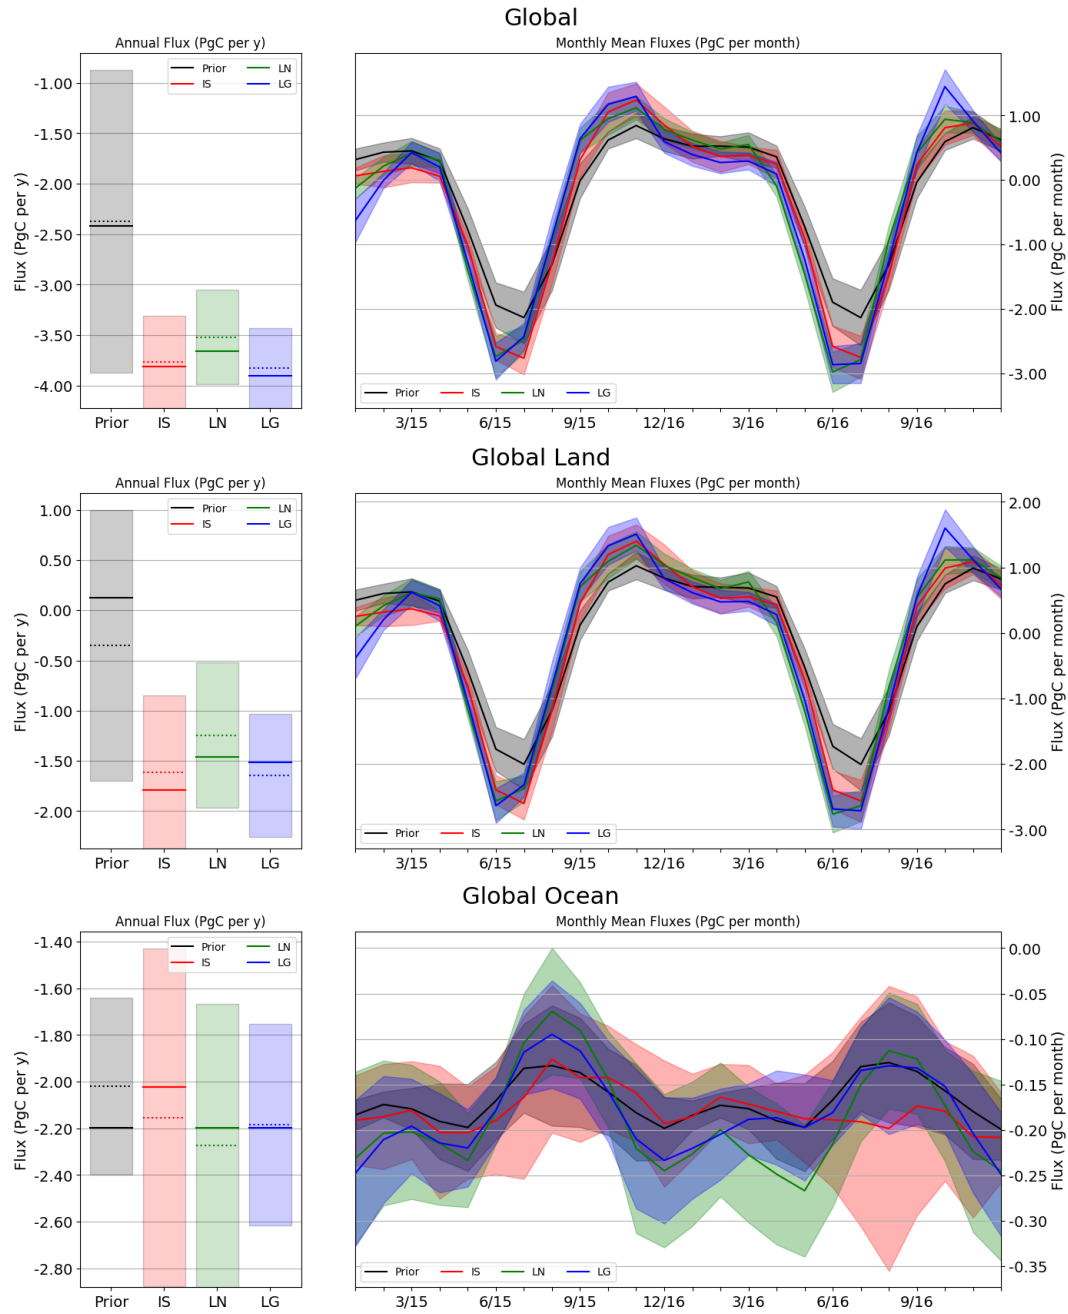 Global
Annual Flux (PgC per y)
Monthly Mean Fluxes (PgC per month)
Flux (PgC per y)
-1.00
-1.50
-2.00
-2.50
-3.00
-3.50
-4.00
Prior
LN
IS
LG
Prior IS LN LG
1.00
0.00
-1.00
-2.00
-3.00
Flux (PgC per month)
Prior IS LN LG
3/15 6/15 9/15 12/16 3/16 6/16 9/16
Global Land
Annual Flux (PgC per y)
Monthly Mean Fluxes (PgC per month)
Flux (PgC per y)
1.00
0.50
0.00
-0.50
-1.00
-1.50
-2.00
Prior
LN
IS
LG
Prior IS LN LG
2.00
1.00
0.00
-1.00
-2.00
-3.00
Flux (PgC per month)
Prior IS LN LG
3/15 6/15 9/15 12/16 3/16 6/16 9/16
Global Ocean
Annual Flux (PgC per y)
Monthly Mean Fluxes (PgC per month)
Flux (PgC per y)
-1.40
-1.60
-1.80
-2.00
-2.20
-2.40
-2.60
-2.80
Prior
LN
IS
LG
Prior IS LN LG
0.00
-0.05
-0.10
-0.15
-0.20
-0.25
-0.30
-0.35
Flux (PgC per month)
Prior IS LN LG
3/15 6/15 9/15 12/16 3/16 6/16 9/16